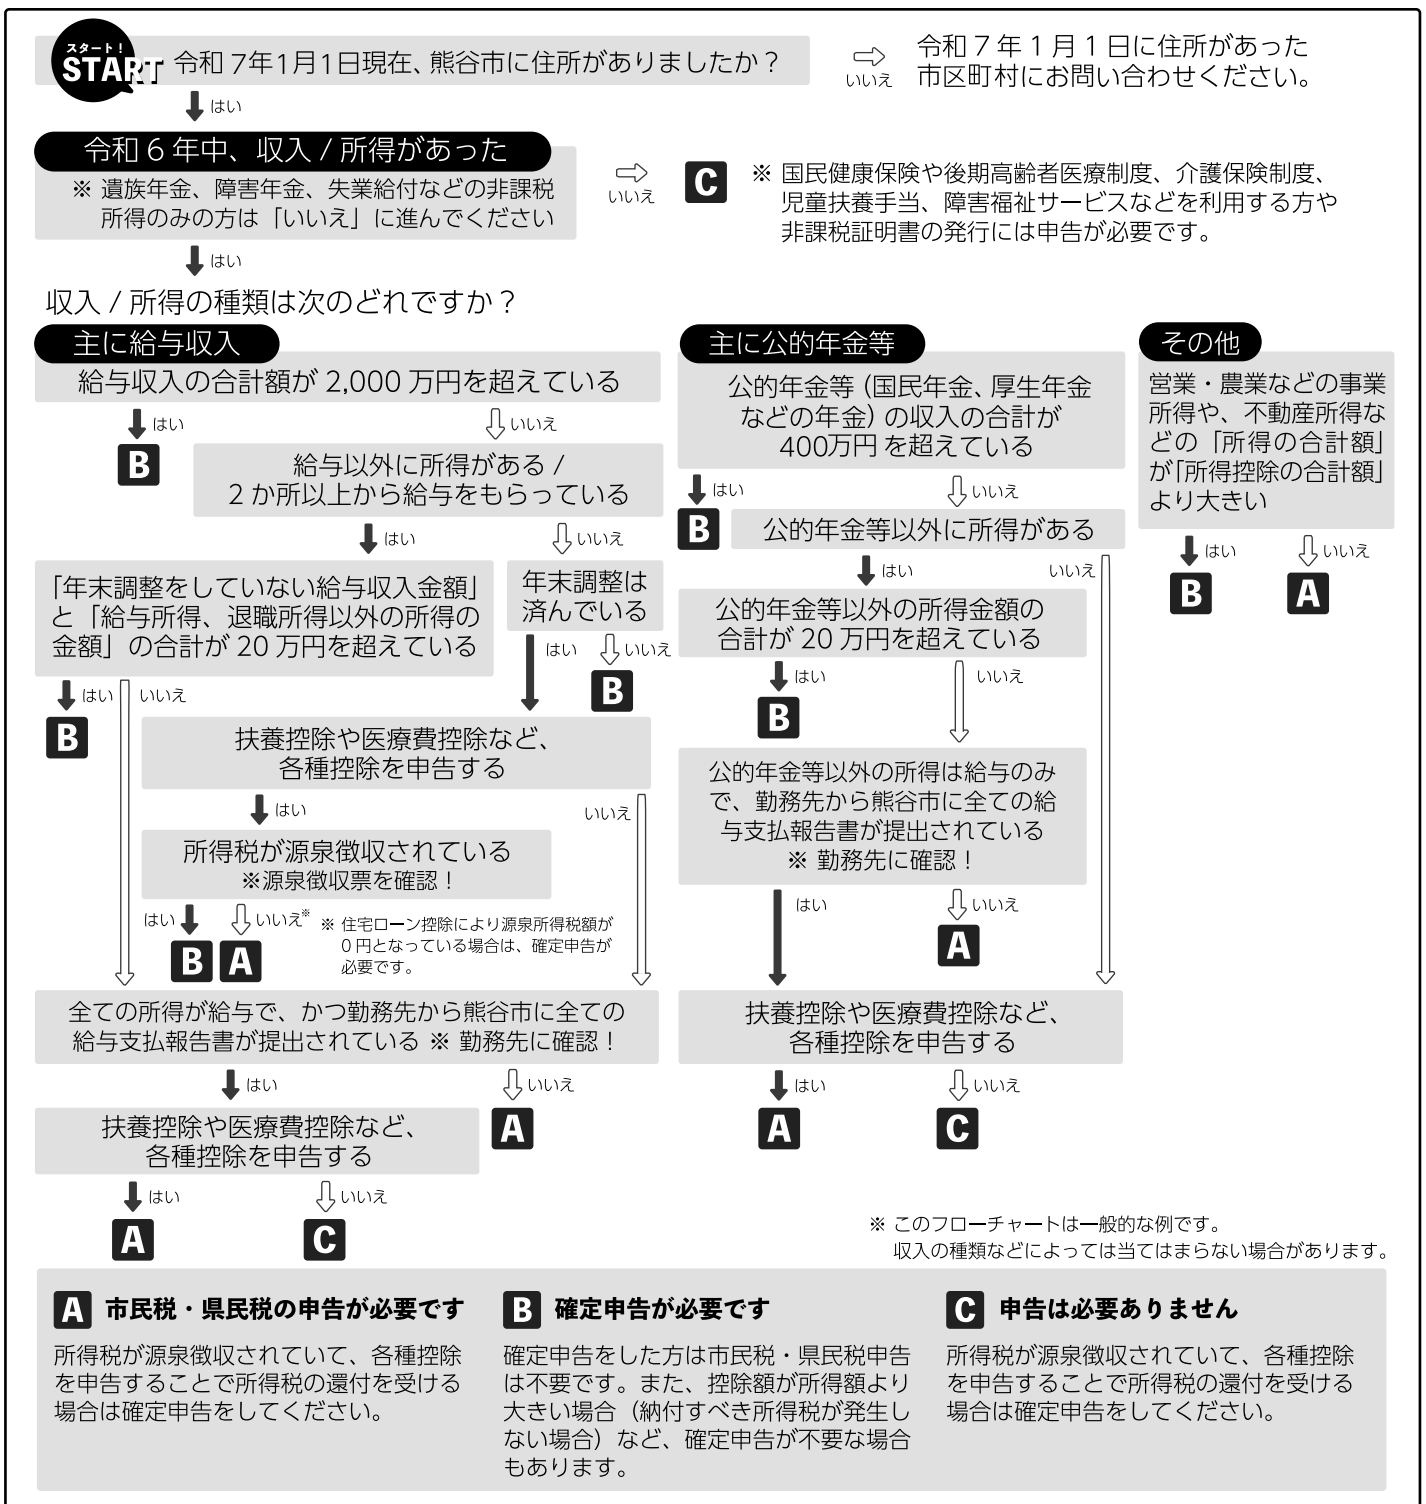 スタート！
START
令和 7年1月1日現在、熊谷市に住所がありましたか？
いいえ
令和 7 年 1 月 1 日に住所があった
市区町村にお問い合わせください。
はい
令和 6 年中、収入 / 所得があった
※ 遺族年金、障害年金、失業給付などの非課税
所得のみの方は「いいえ」に進んでください
いいえ
C
※ 国民健康保険や後期高齢者医療制度、介護保険制度、
児童扶養手当、障害福祉サービスなどを利用する方や
非課税証明書の発行には申告が必要です。
はい
収入 / 所得の種類は次のどれですか？
主に給与収入
給与収入の合計額が 2,000 万円を超えている
はい
いいえ
B
給与以外に所得がある /
2 か所以上から給与をもらっている
はい
いいえ
「年末調整をしていない給与収入金額」
と「給与所得、退職所得以外の所得の
金額」の合計が 20 万円を超えている
年末調整は
済んでいる
はい
いいえ
B
はい
いいえ
B
扶養控除や医療費控除など、
各種控除を申告する
はい
いいえ
所得税が源泉徴収されている
※源泉徴収票を確認！
はい
いいえ※
B
A
※ 住宅ローン控除により源泉所得税額が
0 円となっている場合は、確定申告が
必要です。
全ての所得が給与で、かつ勤務先から熊谷市に全ての
給与支払報告書が提出されている ※ 勤務先に確認！
はい
いいえ
A
扶養控除や医療費控除など、
各種控除を申告する
はい
いいえ
A
C
主に公的年金等
公的年金等（国民年金、厚生年金
などの年金）の収入の合計が
400万円 を超えている
はい
いいえ
B
公的年金等以外に所得がある
はい
いいえ
公的年金等以外の所得金額の
合計が 20 万円を超えている
はい
いいえ
B
公的年金等以外の所得は給与のみ
で、勤務先から熊谷市に全ての給
与支払報告書が提出されている
※ 勤務先に確認！
はい
いいえ
A
扶養控除や医療費控除など、
各種控除を申告する
はい
いいえ
A
C
その他
営業・農業などの事業
所得や、不動産所得な
どの「所得の合計額」
が「所得控除の合計額」
より大きい
はい
いいえ
B
A
※ このフローチャートは一般的な例です。
収入の種類などによっては当てはまらない場合があります。
A 市民税・県民税の申告が必要です
所得税が源泉徴収されていて、各種控除
を申告することで所得税の還付を受ける
場合は確定申告をしてください。
B 確定申告が必要です
確定申告をした方は市民税・県民税申告
は不要です。また、控除額が所得額より
大きい場合（納付すべき所得税が発生し
ない場合）など、確定申告が不要な場合
もあります。
C 申告は必要ありません
所得税が源泉徴収されていて、各種控除
を申告することで所得税の還付を受ける
場合は確定申告をしてください。